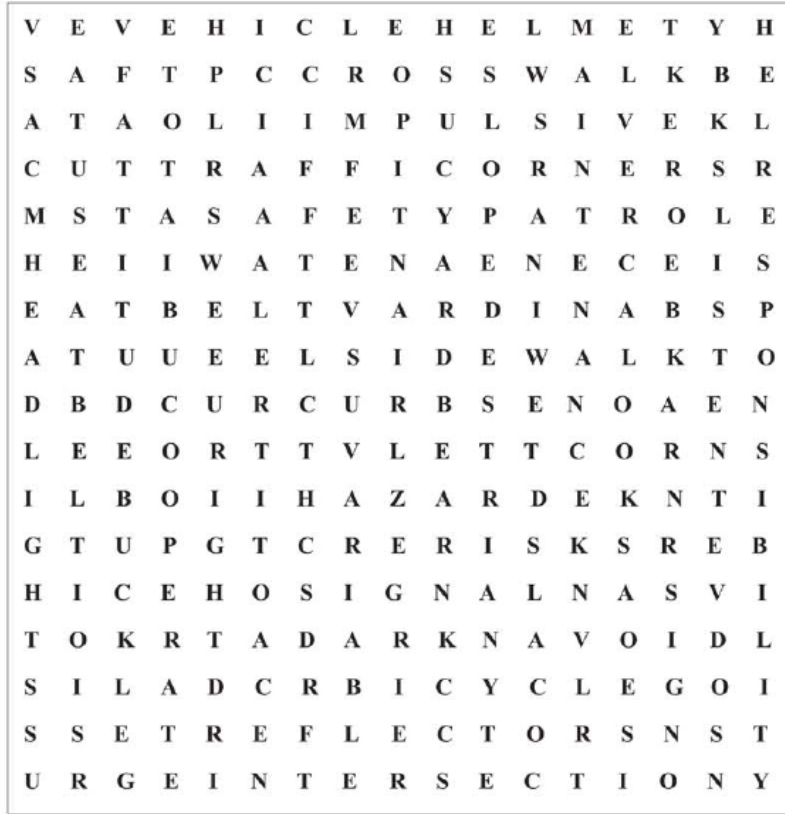 V E V E H I C L E H E L M E T Y H
S A F T P C C R O S S W A L K B E
A T A O L I I M P U L S I V E K L
C U T T R A F F I C O R N E R S R
M S T A S A F E T Y P A T R O L E
H E I I W A T E N A E N E C E I S
E A T B E L T V A R D I N A B S P
A T U U E E L S I D E W A L K T O
D B D C U R C U R B S E N O A E N
L E E O R T T V L E T T C O R N S
I L B O I I H A Z A R D E K N T I
G T U P G T C R E R I S K S R E B
H I C E H O S I G N A L N A S V I
T O K R T A D A R K N A V O I D L
S I L A D C R B I C Y C L E G O I
S S E T R E F L E C T O R S N S T
U R G E I N T E R S E C T I O N Y